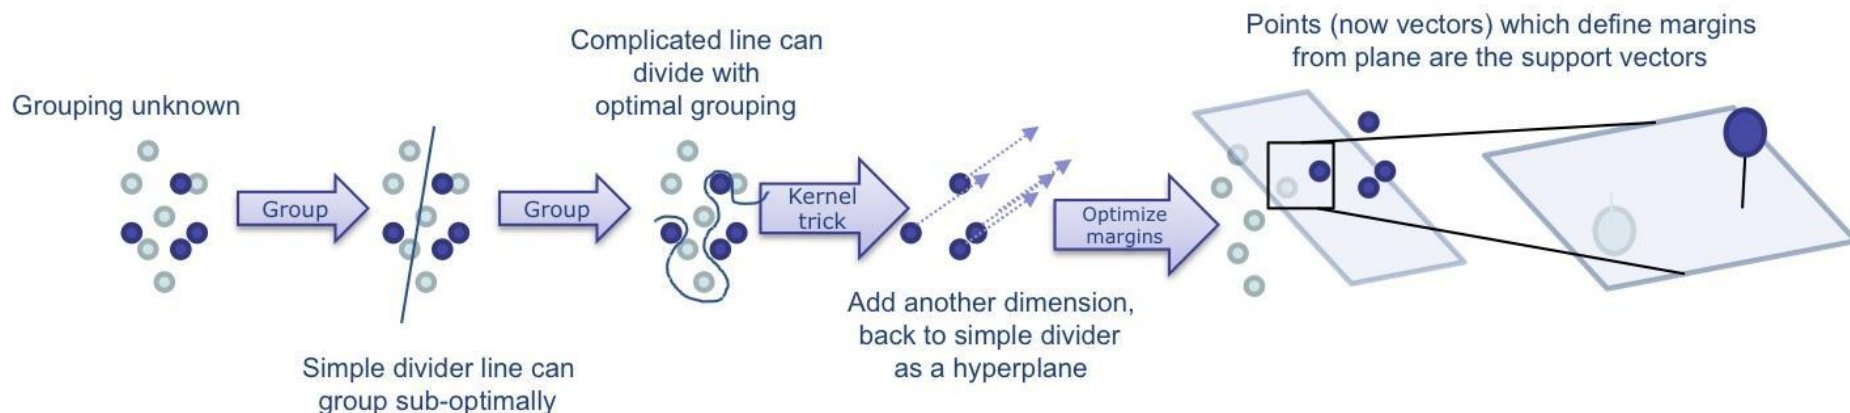 Grouping unknown
Group
Simple divider line can
group sub-optimally
Group
Complicated line can
divide with
optimal grouping
Kernel
trick
Add another dimension,
back to simple divider
as a hyperplane
Optimize
margins
Points (now vectors) which define margins
from plane are the support vectors